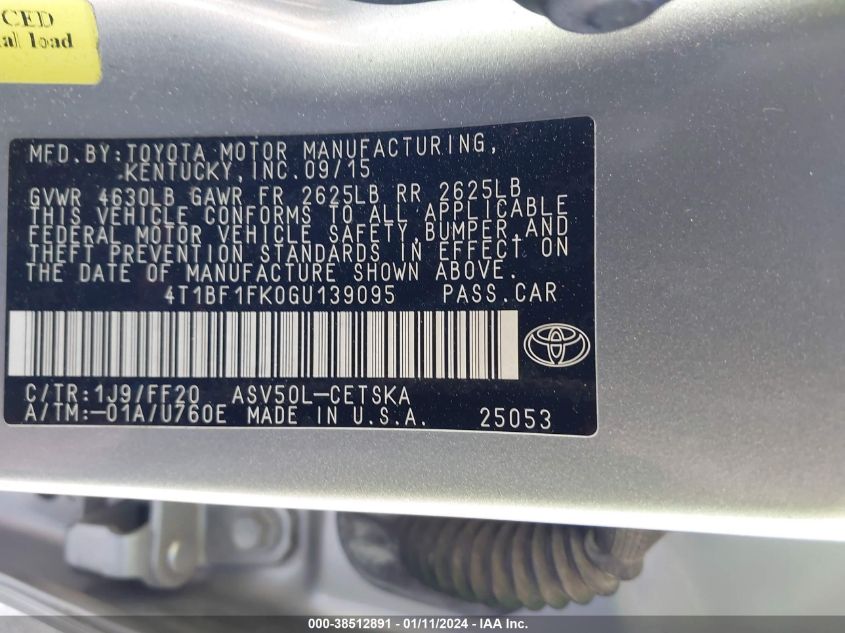 CED
al load
MFD.BY:TOYOTA MOTOR MANUFACTURING,
KENTUCKY,INC.09/15
GVWR 4630LB GAWR FR 2625LB RR 2625LB
THIS VEHICLE CONFORMS TO ALL APPLICABLE
FEDERAL MOTOR VEHICLE SAFETY,BUMPER,AND
THEFT PREVENTION STANDARDS IN EFFECT ON
THE DATE OF MANUFACTURE SHOWN ABOVE.
4T1BF1FK0GU139095 PASS.CAR
C/TR:1J9/FF20 ASV50L-CETSKA
A/TM:-01A/U760E MADE IN U.S.A. 25053
000-38512891 - 01/11/2024 - IAA Inc.